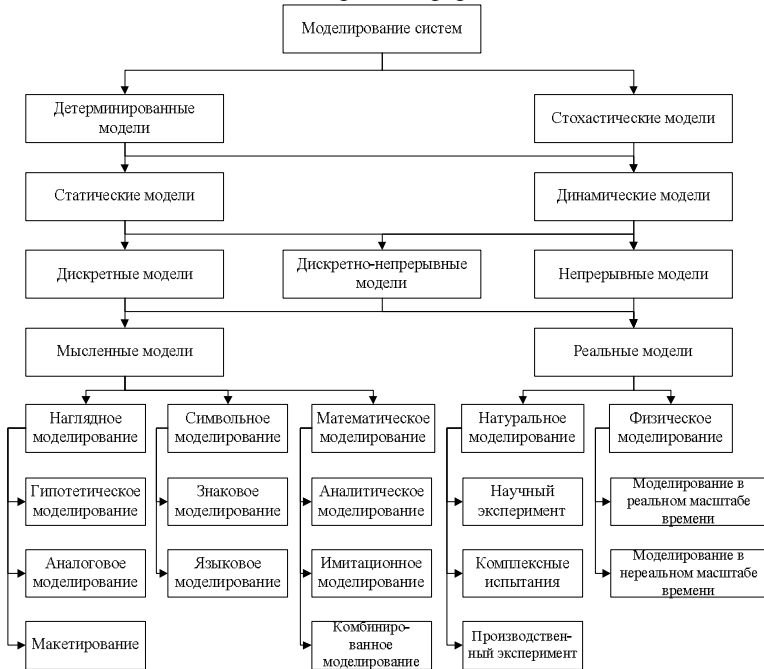 Моделирование систем
Детерминированные
модели
Стохастические модели
Статические модели
Динамические модели
Дискретные модели
Дискретно-непрерывные
модели
Непрерывные модели
Мысленные модели
Реальные модели
Наглядное
моделирование
Символьное
моделирование
Математическое
моделирование
Натуральное
моделирование
Физическое
моделирование
Гипотетическое
моделирование
Знаковое
моделирование
Аналитическое
моделирование
Научный
эксперимент
Моделирование в
реальном масштабе
времени
Аналоговое
моделирование
Языковое
моделирование
Имитационное
моделирование
Комплексные
испытания
Моделирование в
нереальном масштабе
времени
Макетирование
Комбиниро-
ванное
моделирование
Производствен-
ный эксперимент